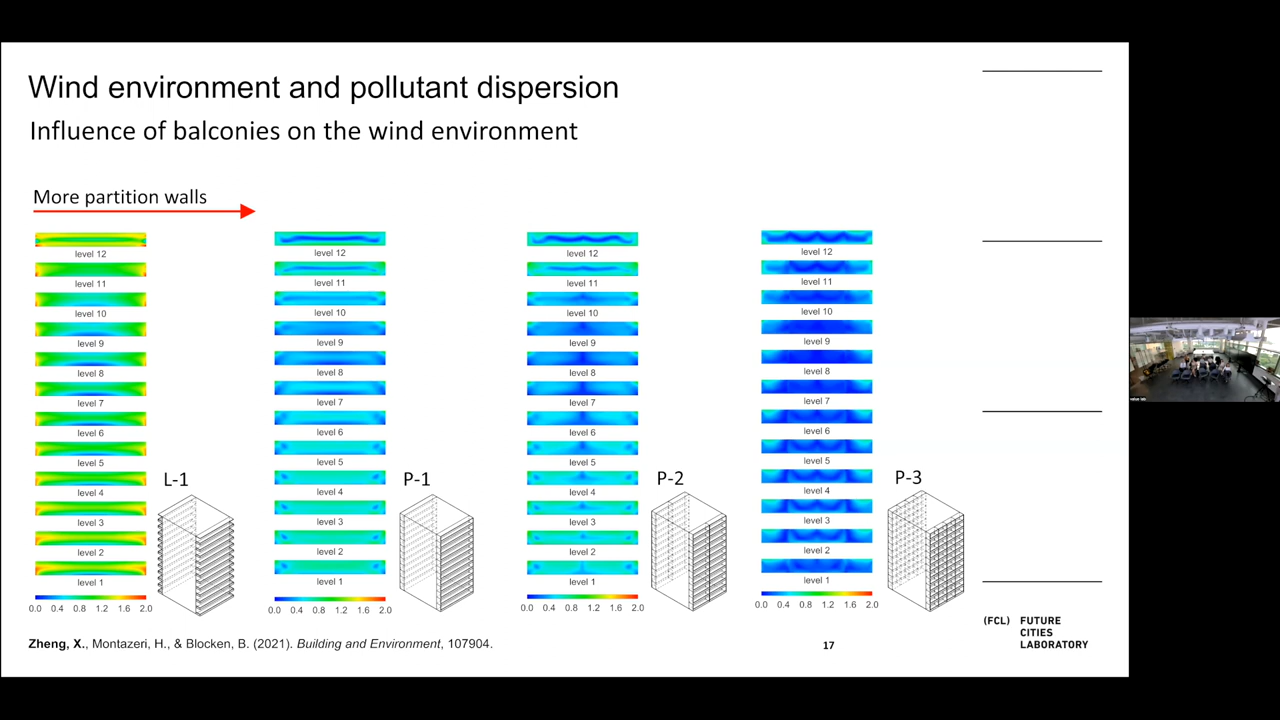 Wind environment and pollutant dispersion
Influence of balconies on the wind environment
More partition walls
level 12
level 11
level 10
level 9
level 8
level 7
level 6
level 5
level 4
level 3
level 2
level 1
0.0 0.4 0.8 1.2 1.6 2.0
L-1
level 12
level 11
level 10
level 9
level 8
level 7
level 6
level 5
level 4
level 3
level 2
level 1
0.0 0.4 0.8 1.2 1.6 2.0
P-1
level 12
level 11
level 10
level 9
level 8
level 7
level 6
level 5
level 4
level 3
level 2
level 1
0.0 0.4 0.8 1.2 1.6 2.0
P-2
level 12
level 11
level 10
level 9
level 8
level 7
level 6
level 5
level 4
level 3
level 2
level 1
0.0 0.4 0.8 1.2 1.6 2.0
P-3
Zheng, X., Montazeri, H., & Blocken, B. (2021). Building and Environment, 107904.
17
(FCL) FUTURE
CITIES
LABORATORY